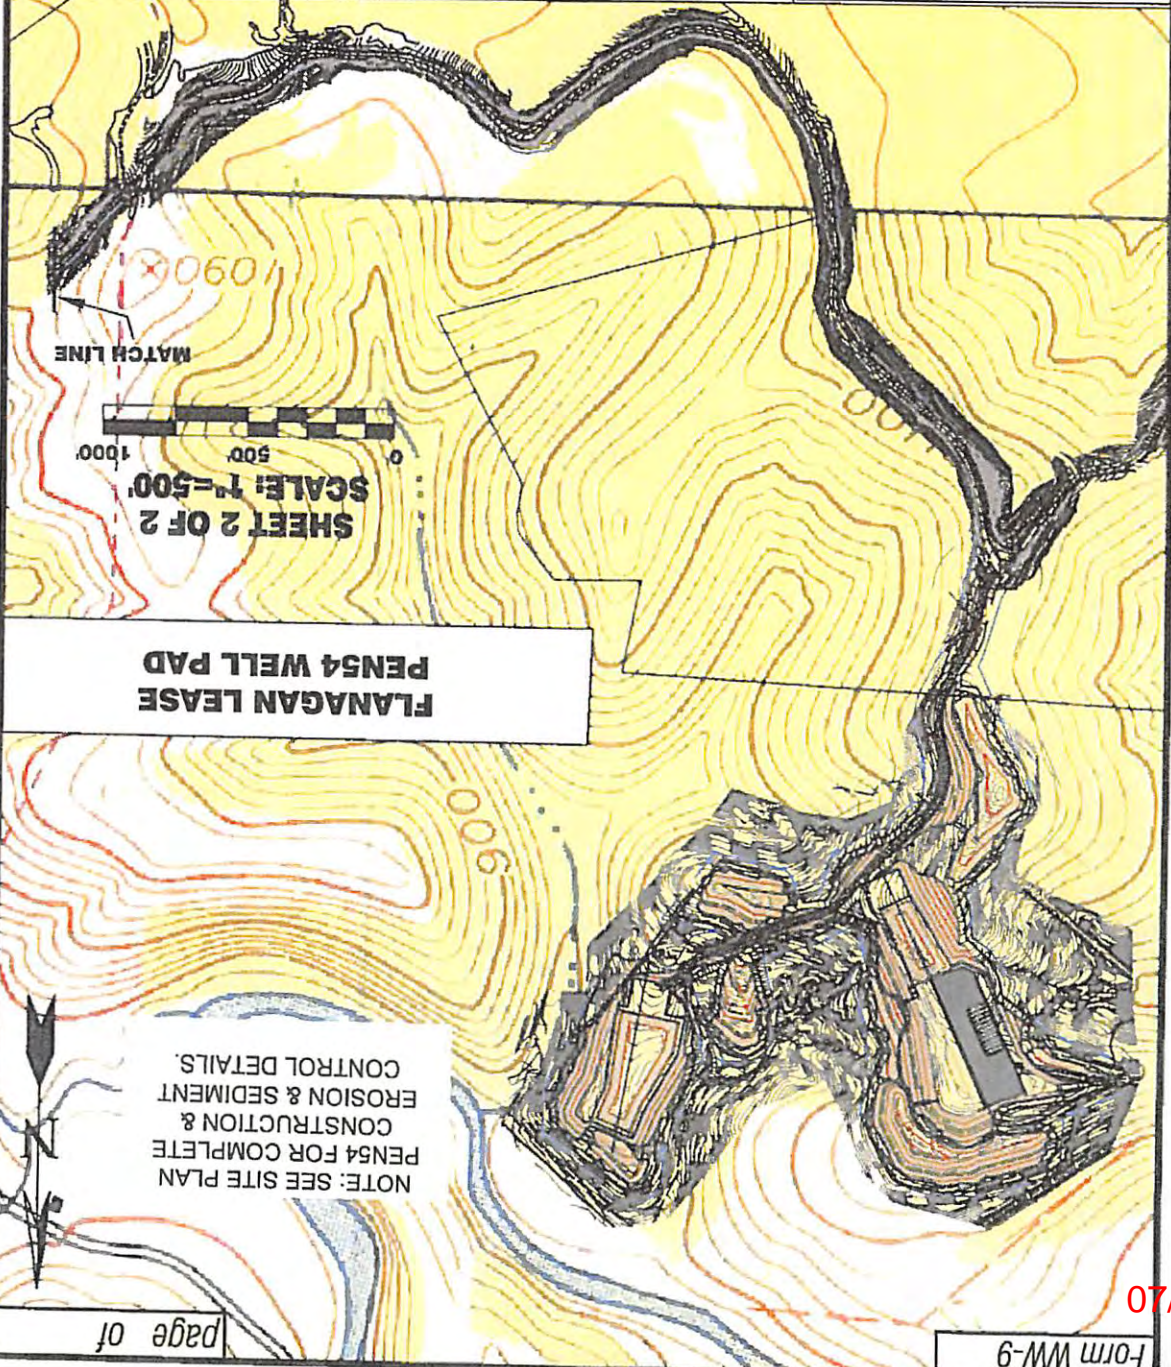 Form WW-9
page of
07/
N
NOTE: SEE SITE PLAN
PEN54 FOR COMPLETE
CONSTRUCTION &
EROSION & SEDIMENT
CONTROL DETAILS.
900
FLANAGAN LEASE
PEN54 WELL PAD
SHEET 2 OF 2
SCALE: 1"=500'
0 500' 1000'
MATCH LINE
1090